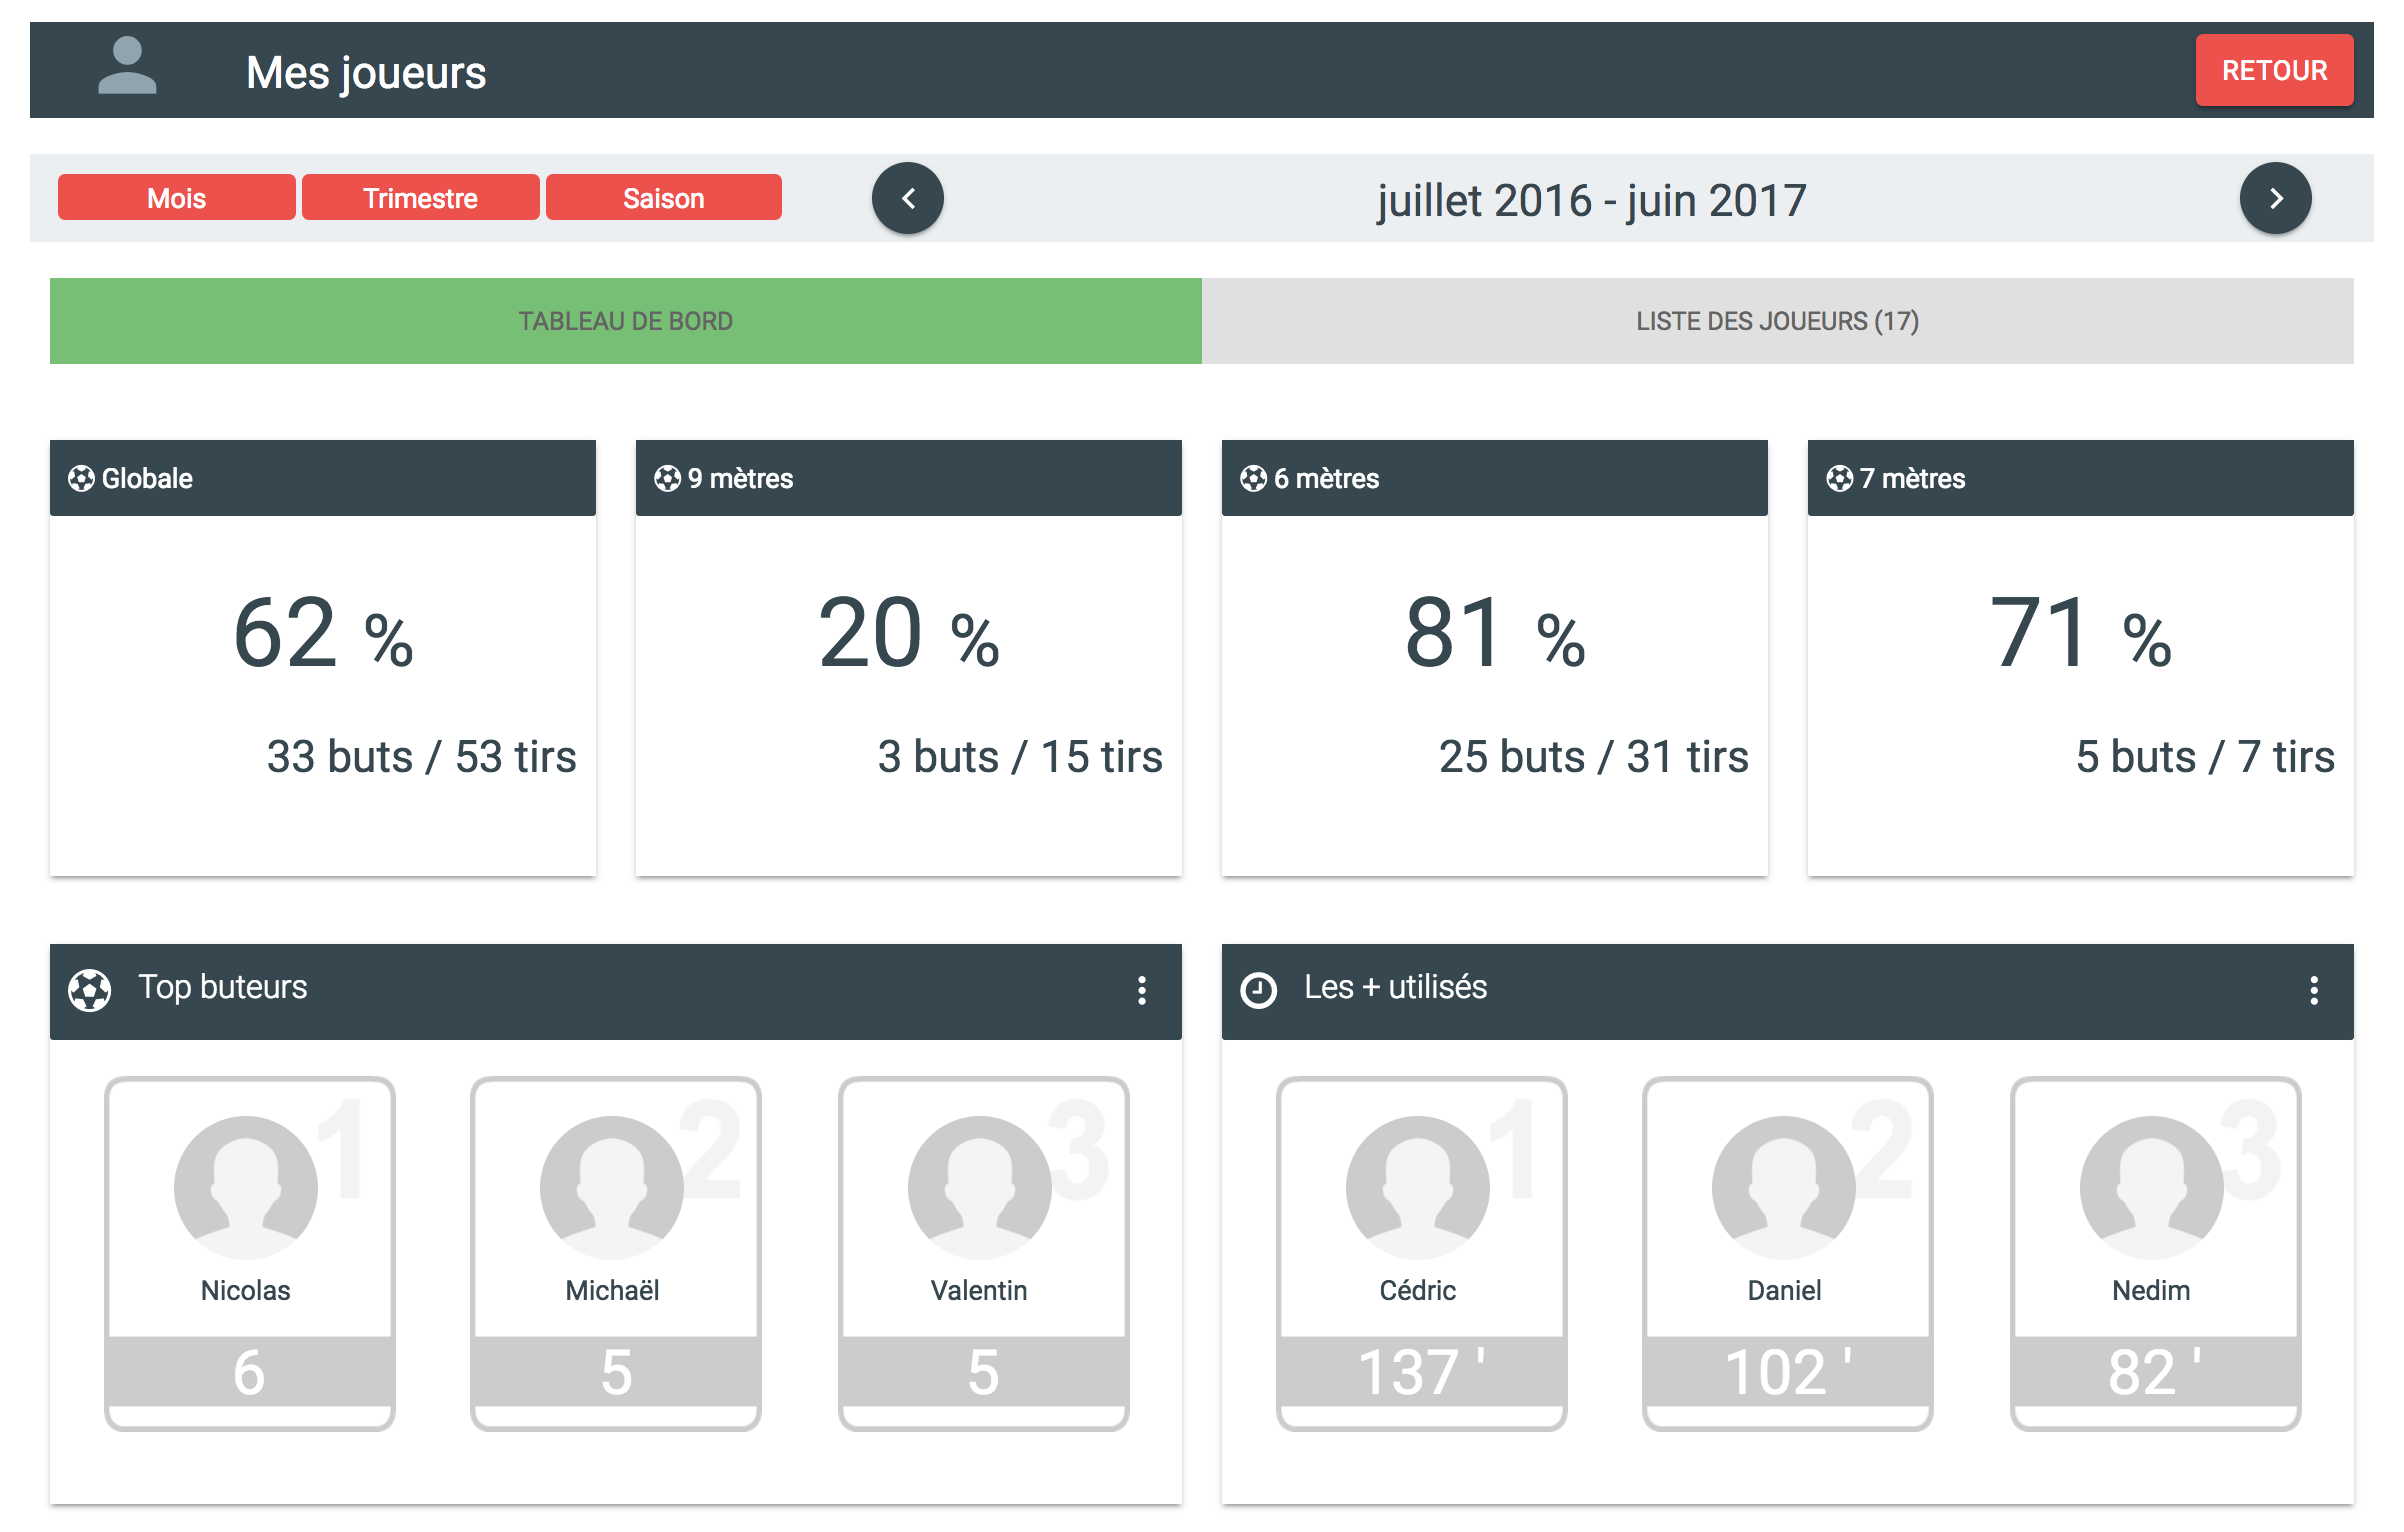 Mes joueurs
RETOUR
Mois
Trimestre
Saison
juillet 2016 - juin 2017
TABLEAU DE BORD
LISTE DES JOUEURS (17)
Globale
62 %
33 buts / 53 tirs
9 mètres
20 %
3 buts / 15 tirs
6 mètres
81 %
25 buts / 31 tirs
7 mètres
71 %
5 buts / 7 tirs
Top buteurs
1
Nicolas
6
2
Michaël
5
3
Valentin
5
Les + utilisés
1
Cédric
137 '
2
Daniel
102 '
3
Nedim
82 '